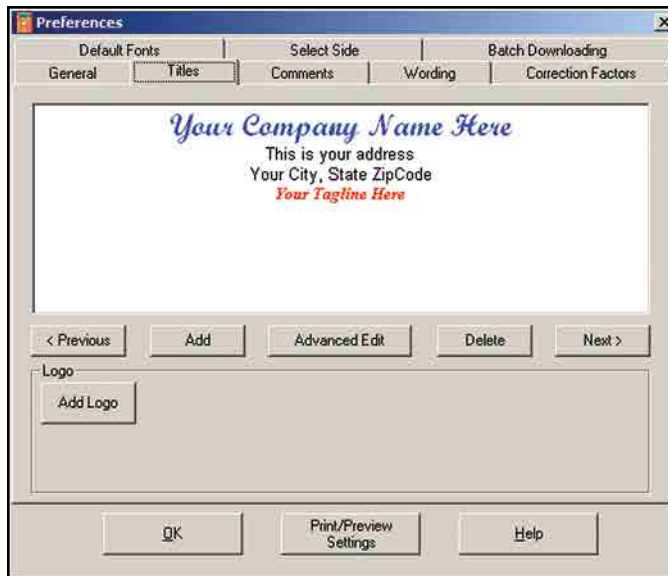 Preferences
Default Fonts Select Side Batch Downloading
General Titles Comments Wording Correction Factors
Your Company Name Here
This is your address
Your City, State ZipCode
Your Tagline Here
< Previous Add Advanced Edit Delete Next >
Logo
Add Logo
OK Print/Preview Settings Help